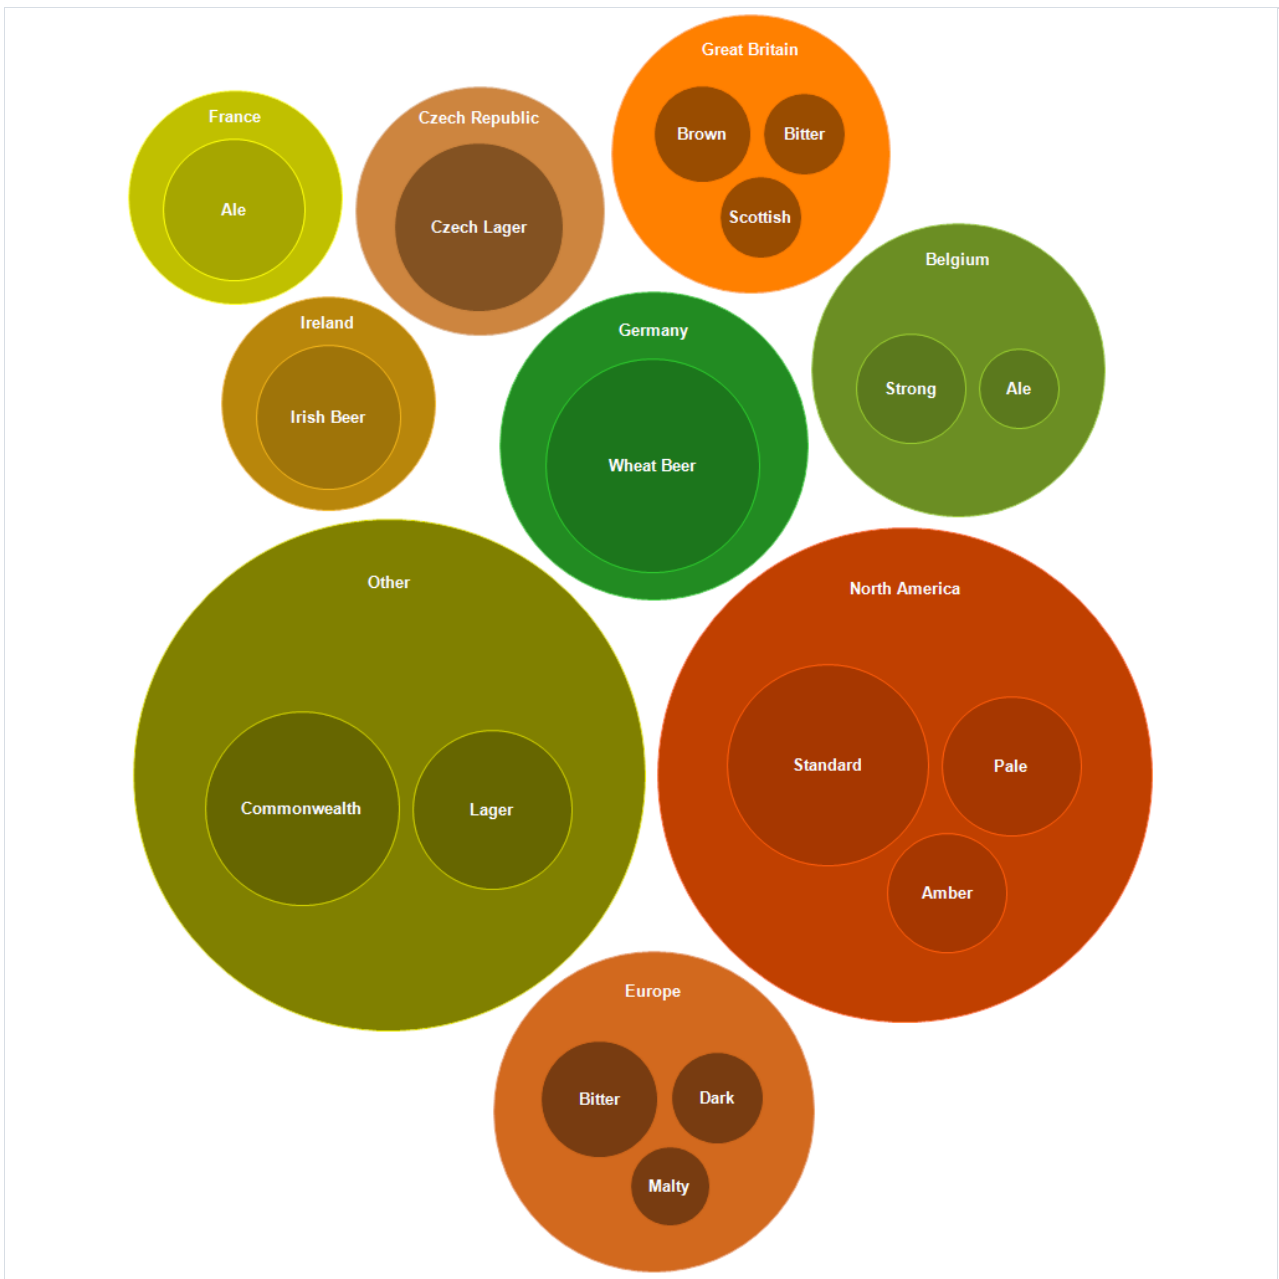 Great Britain
Brown
Bitter
Scottish
France
Ale
Czech Republic
Czech Lager
Belgium
Strong
Ale
Ireland
Irish Beer
Germany
Wheat Beer
Other
Commonwealth
Lager
North America
Standard
Pale
Amber
Europe
Bitter
Dark
Malty